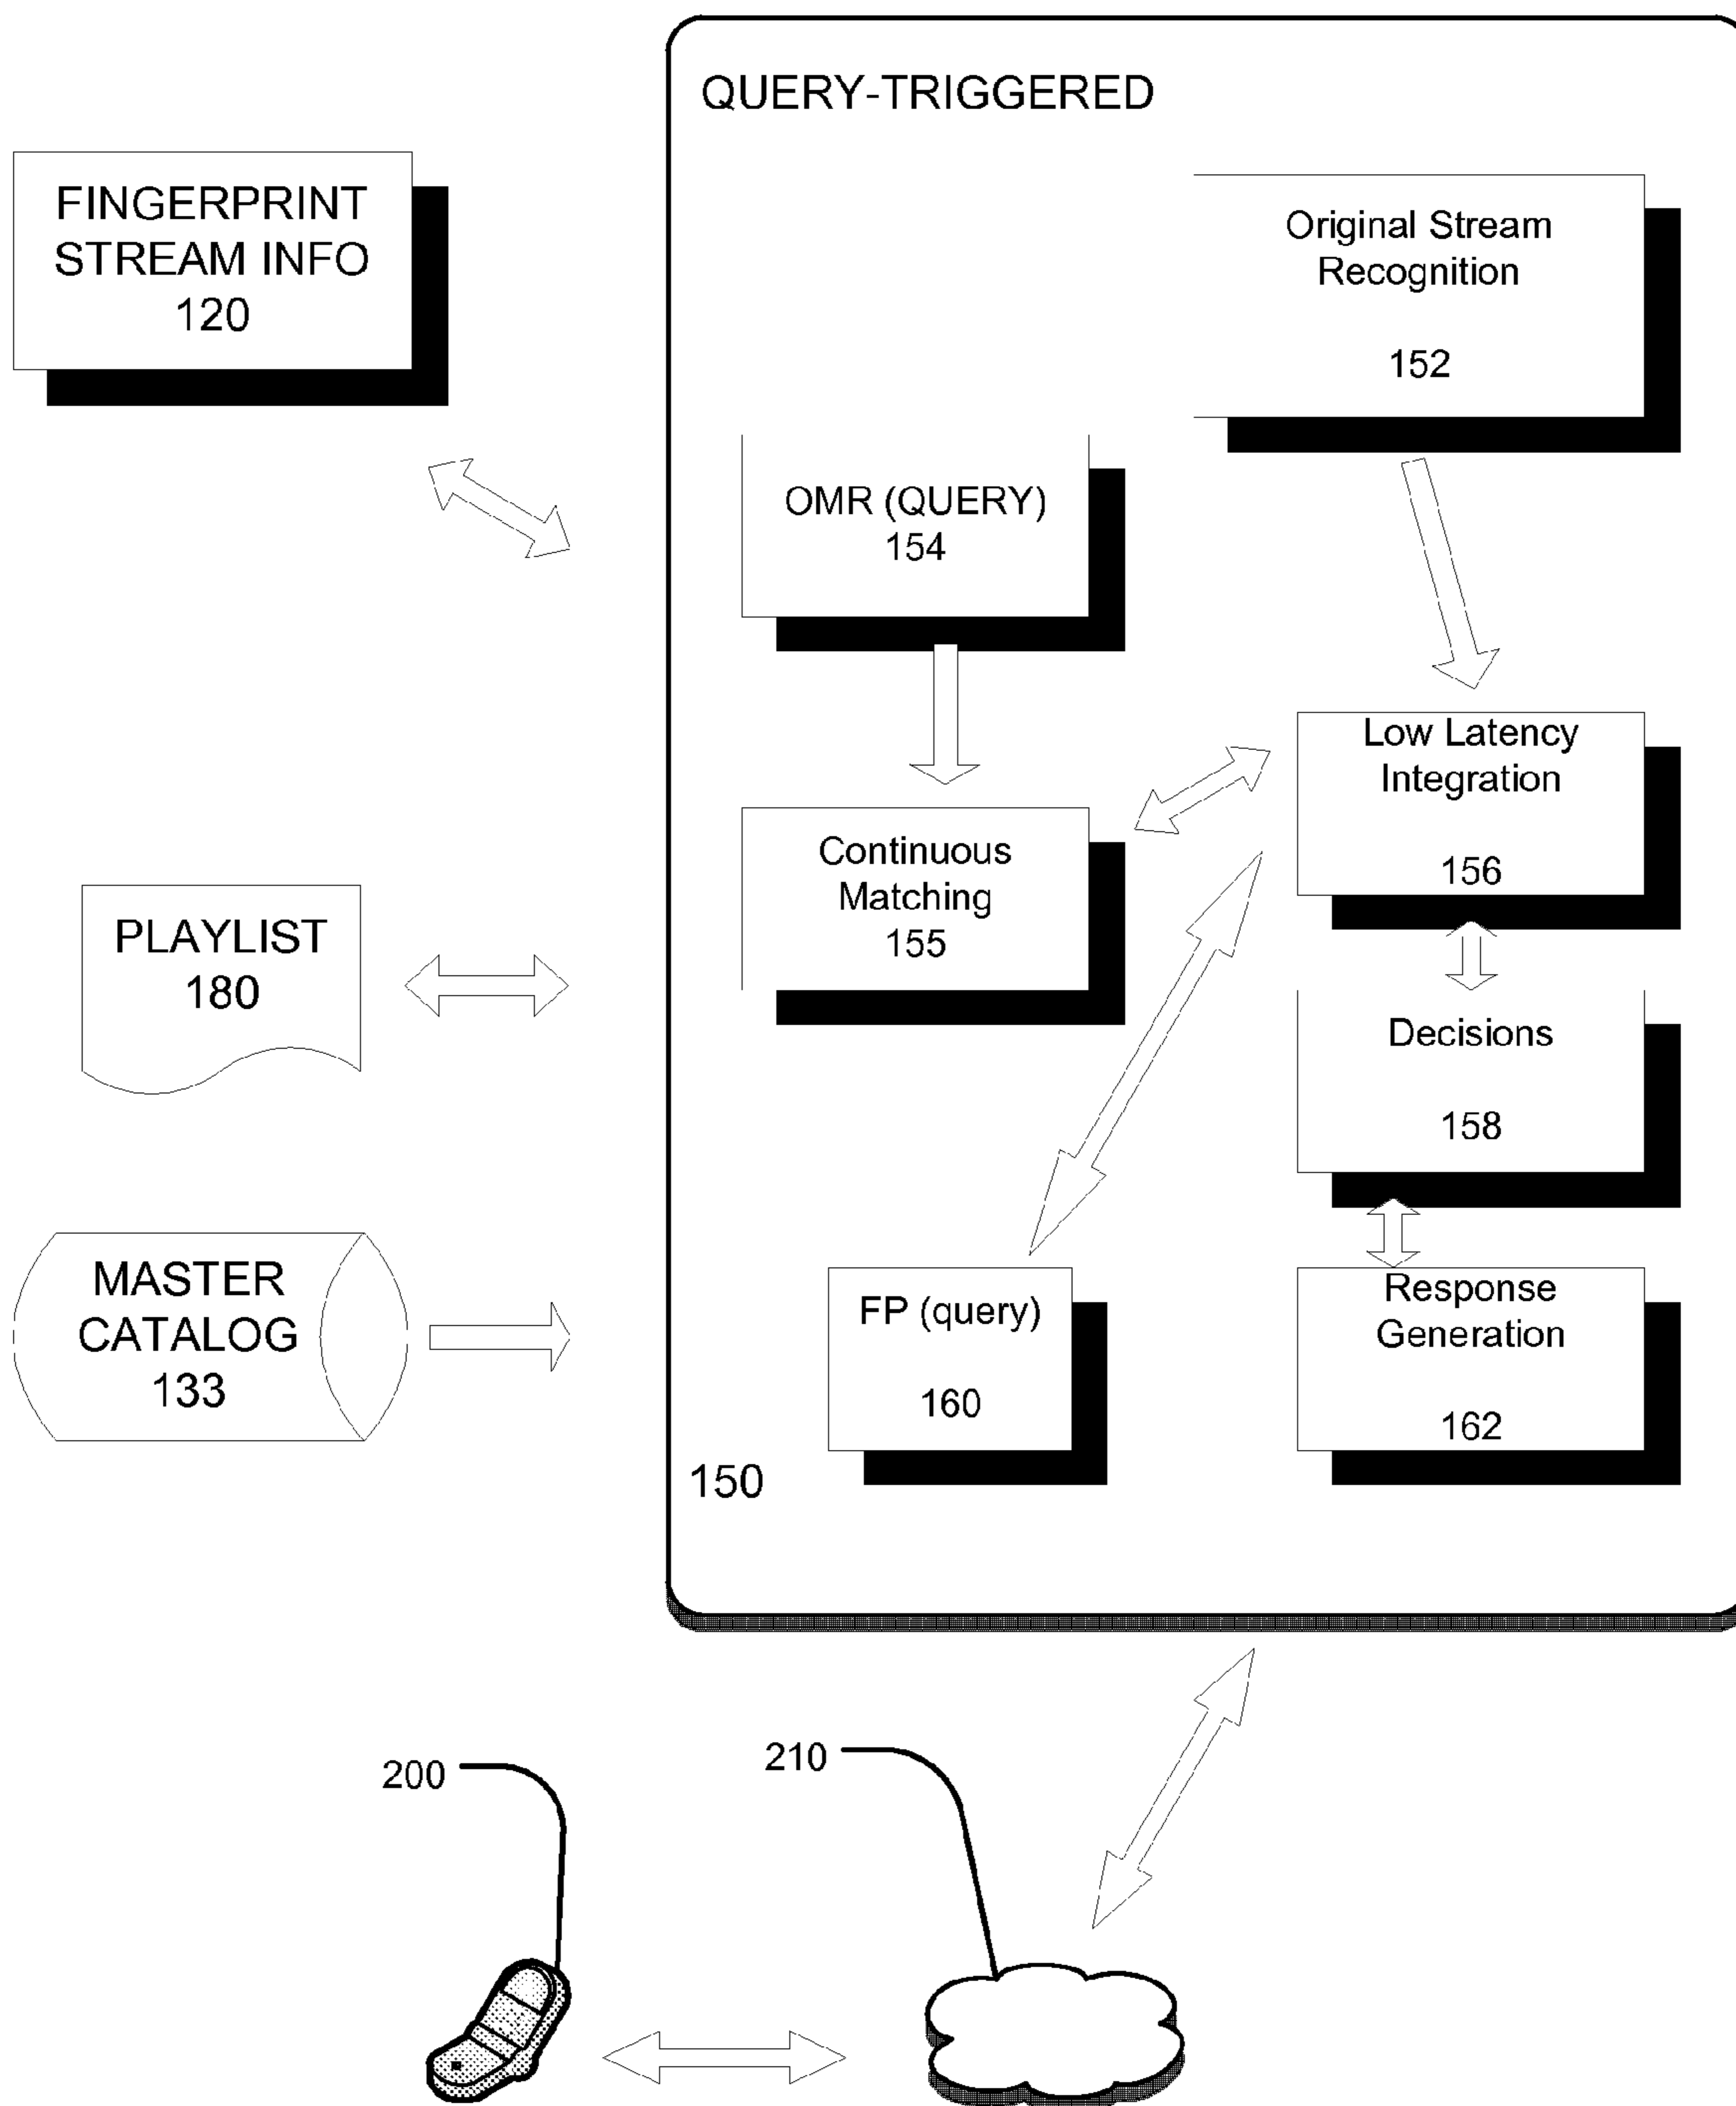 QUERY-TRIGGERED
FINGERPRINT
STREAM INFO
120
Original Stream
Recognition
152
OMR (QUERY)
154
Low Latency
Integration
156
Continuous
Matching
155
PLAYLIST
180
Decisions
158
MASTER
CATALOG
133
FP (query)
160
Response
Generation
162
150
200
210